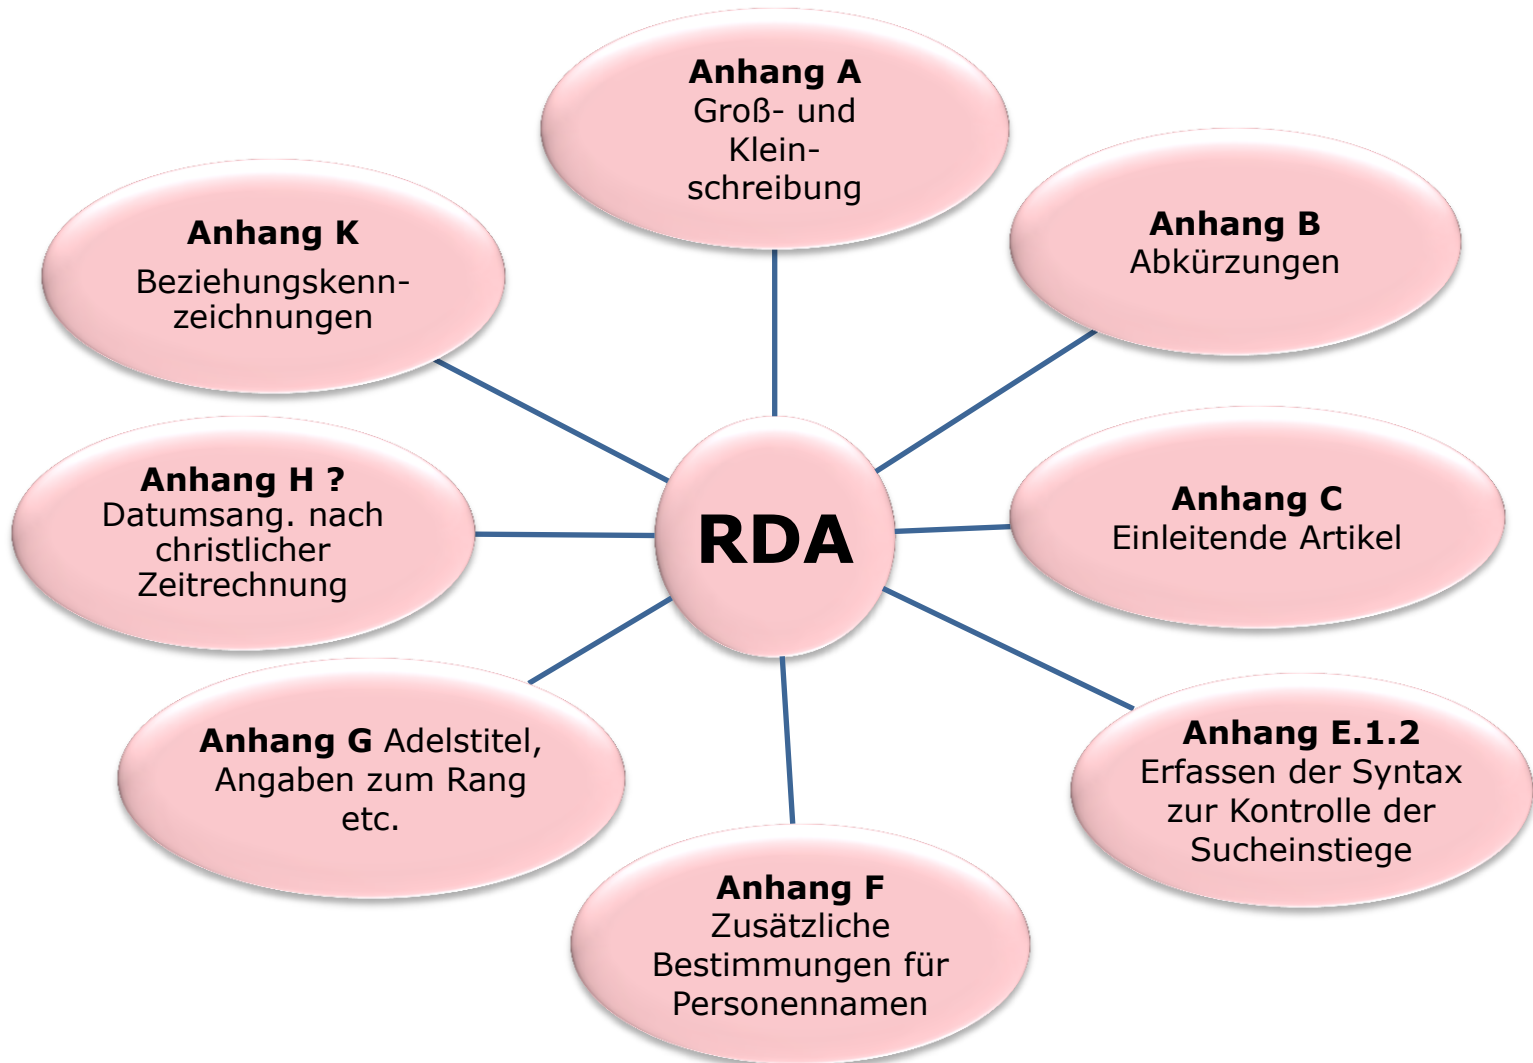 Anhang A
Groß- und
Klein-
schreibung
Anhang B
Abkürzungen
Anhang C
Einleitende Artikel
Anhang E.1.2
Erfassen der Syntax
zur Kontrolle der
Sucheinstiege
Anhang F
Zusätzliche
Bestimmungen für
Personennamen
Anhang G Adelstitel,
Angaben zum Rang
etc.
Anhang H ?
Datumsang. nach
christlicher
Zeitrechnung
Anhang K
Beziehungskenn-
zeichnungen
RDA